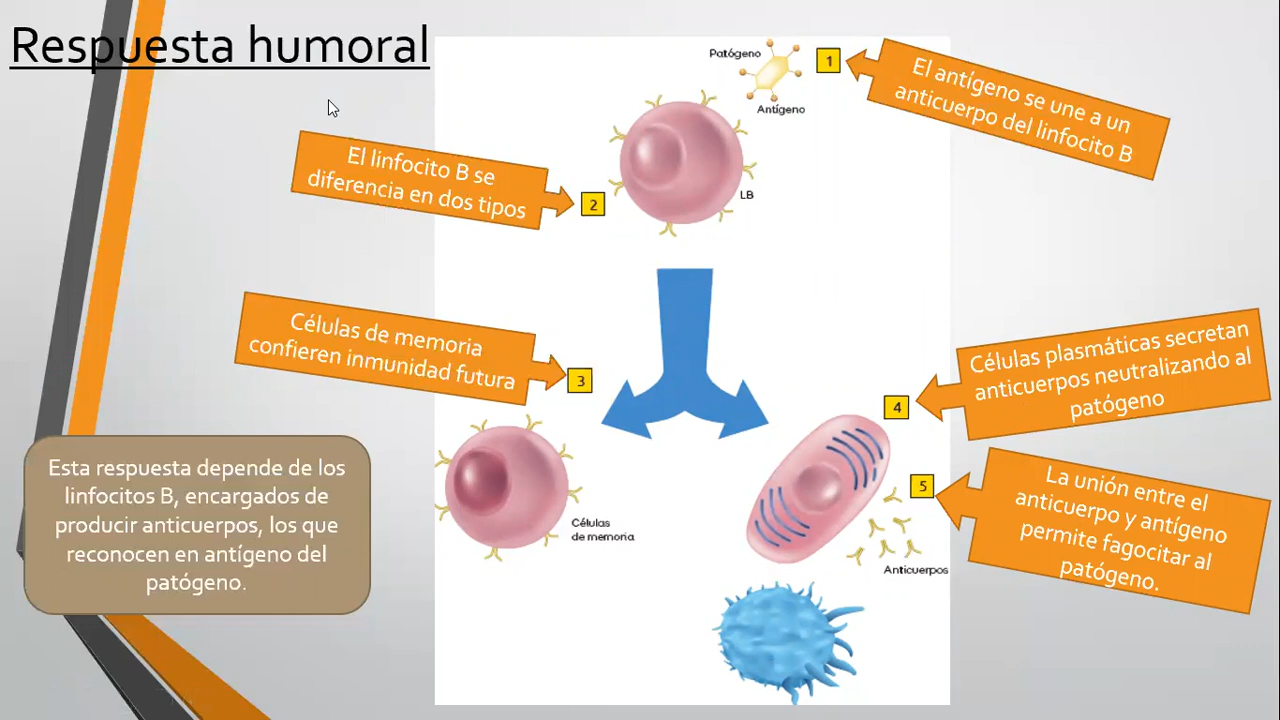 Respuesta humoral
Patógeno
1
Antígeno
El antígeno se une a un
anticuerpo del linfocito B
El linfocito B se
diferencia en dos tipos
2
LB
Células de memoria
confieren inmunidad futura
3
Células plasmáticas secretan
anticuerpos neutralizando al
patógeno
4
Esta respuesta depende de los
linfocitos B, encargados de
producir anticuerpos, los que
reconocen en antígeno del
patógeno.
Células
de memoria
5
La unión entre el
anticuerpo y antígeno
permite fagocitar al
patógeno.
Anticuerpos